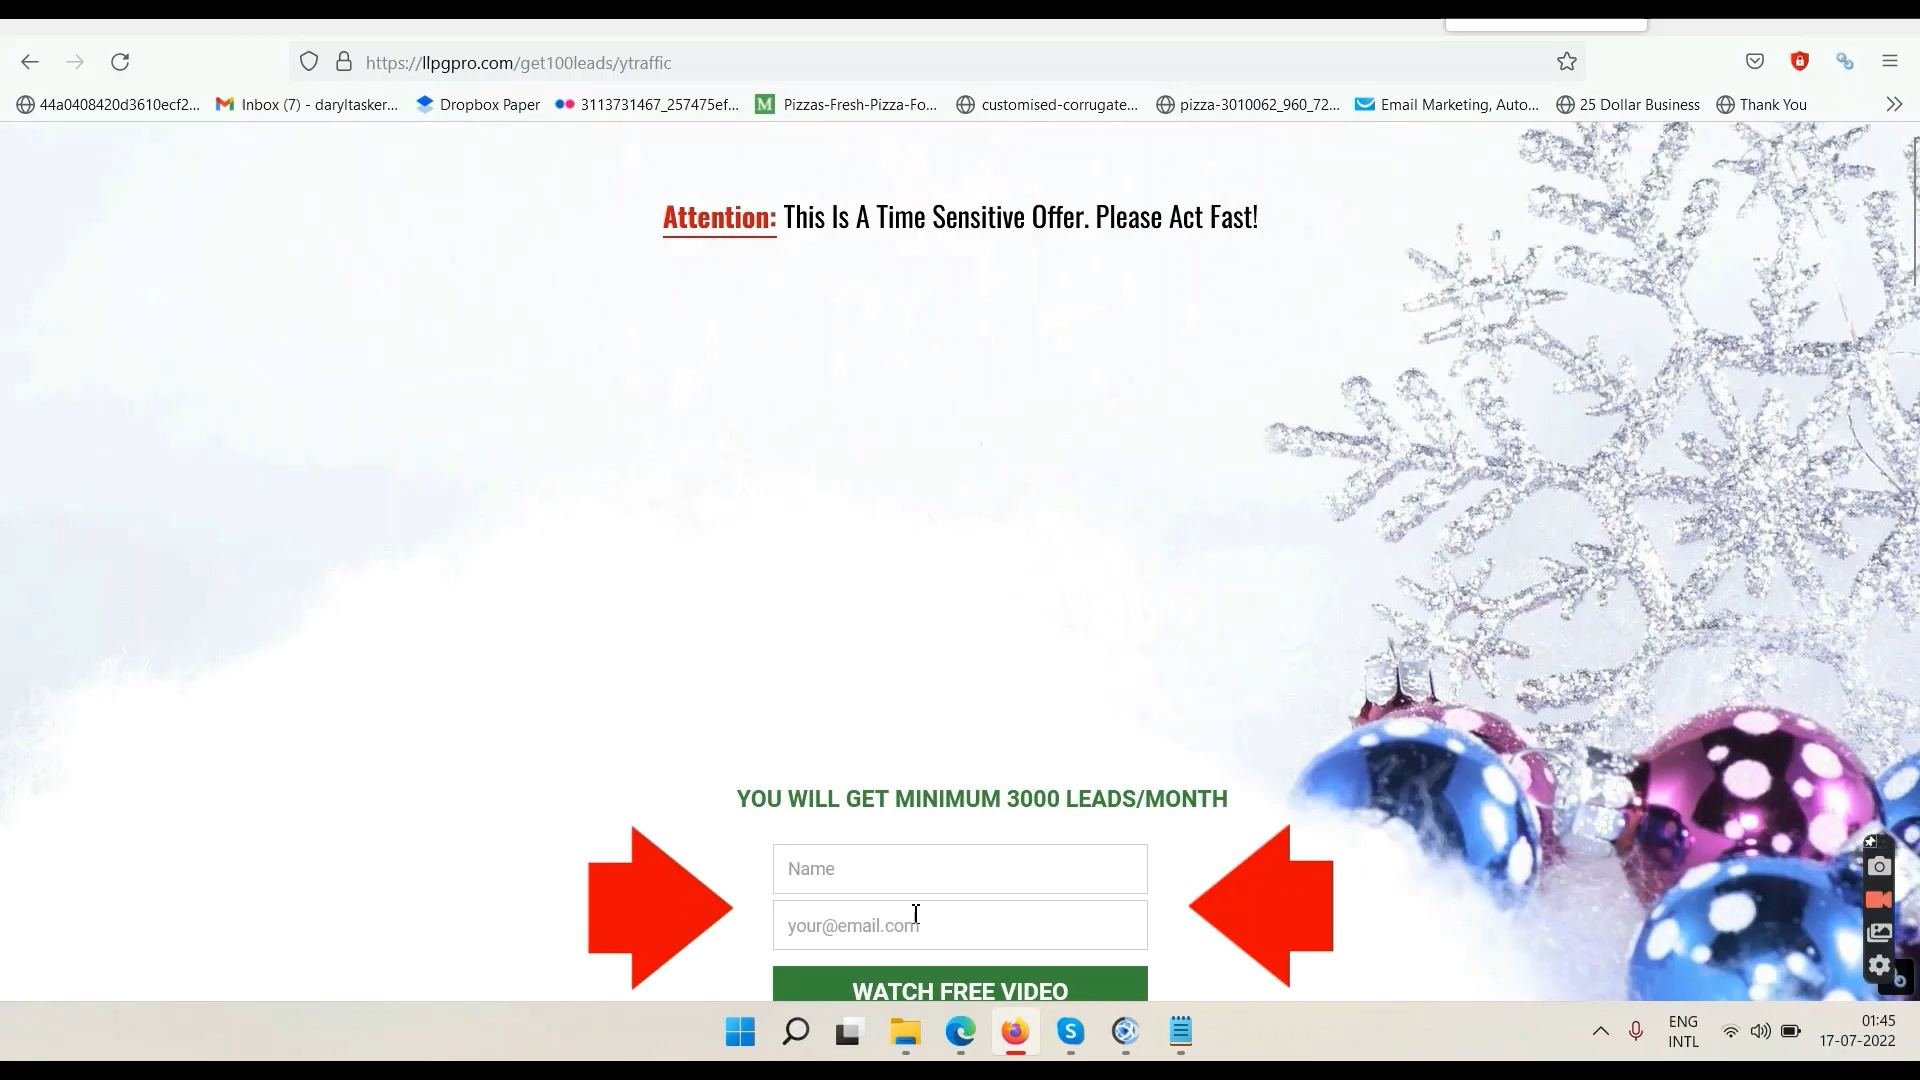 https://llpgpro.com/get100leads/ytraffic
44a0408420d3610ecf2... Inbox (7) - daryltasker... Dropbox Paper 3113731467_257475ef... M Pizzas-Fresh-Pizza-Fo... customised-corrugate... pizza-3010062_960_72... Email Marketing, Auto... 25 Dollar Business Thank You
Attention: This Is A Time Sensitive Offer. Please Act Fast!
YOU WILL GET MINIMUM 3000 LEADS/MONTH
Name
your@email.com
WATCH FREE VIDEO
S
ENG
INTL
01:45
17-07-2022